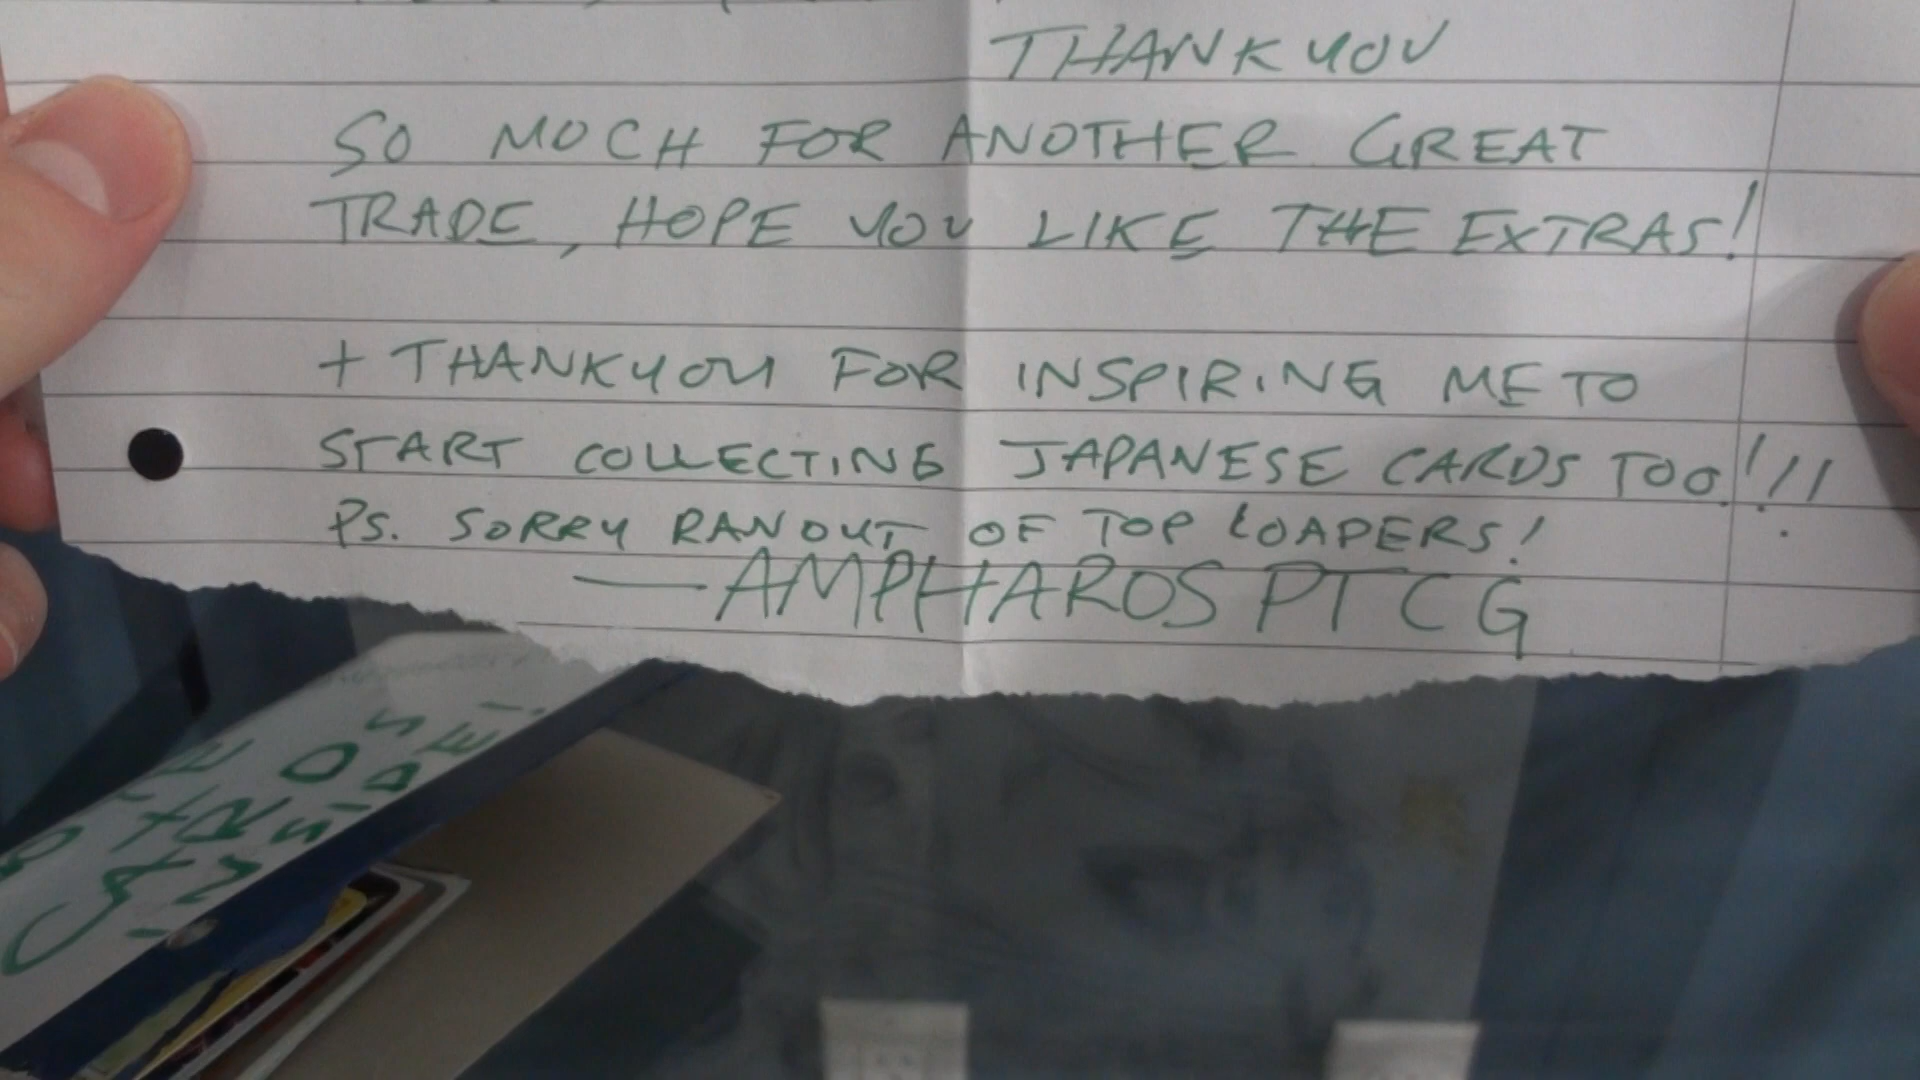 THANKYOU
SO MUCH FOR ANOTHER GREAT
TRADE, HOPE YOU LIKE THE EXTRAS!
+ THANKYOU FOR INSPIRING ME TO
START COLLECTING JAPANESE CARDS TOO!!!
Ps. SORRY RAN OUT OF TOP LOADERS!
— AMPHAROS PTCG
INSIDE!